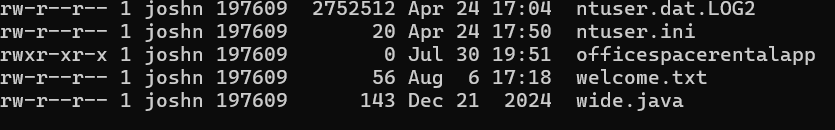 rw-r--r-- 1 joshn 197609  2752512 Apr 24 17:04  ntuser.dat.LOG2
rw-r--r-- 1 joshn 197609       20 Apr 24 17:50  ntuser.ini
rwxr-xr-x 1 joshn 197609        0 Jul 30 19:51  officespacerentalapp
rw-r--r-- 1 joshn 197609       56 Aug  6 17:18  welcome.txt
rw-r--r-- 1 joshn 197609      143 Dec 21  2024  wide.java